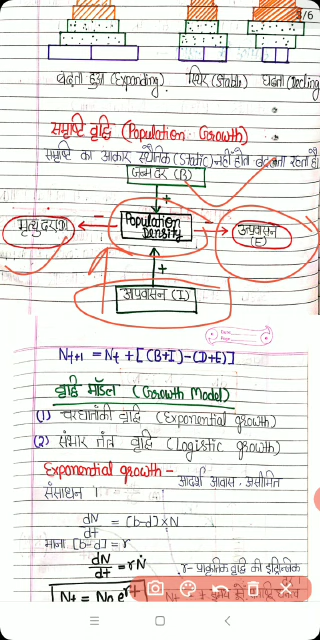 3/6
बढ़ता हुआ (Expanding) स्थिर (Stable) घटता (Declining
समष्टि वृद्धि (Population Growth)
समष्टि का आकार स्थैतिक (Static) नहीं होता बदलता रहता है।
जन्मदर (B)
+
मृत्युदर(D) - Population Density - उत्प्रवासन (E)
+
आप्रवासन (I)
Nt+1 = Nt + [(B+I)-(D+E)]
वृद्धि मॉडल (Growth Model)
(1) चरघातांकी वृद्धि (Exponential growth)
(2) संभार तंत्र वृद्धि (Logistic growth)
Exponential growth - आदर्श आवास, असीमित
संसाधन ।
dN/dt = (b-d)×N
माना [b-d] = r
dN/dt = rN r- प्राकृतिक वृद्धि की इंट्रिन्सिक
Nt = N0 e^rt